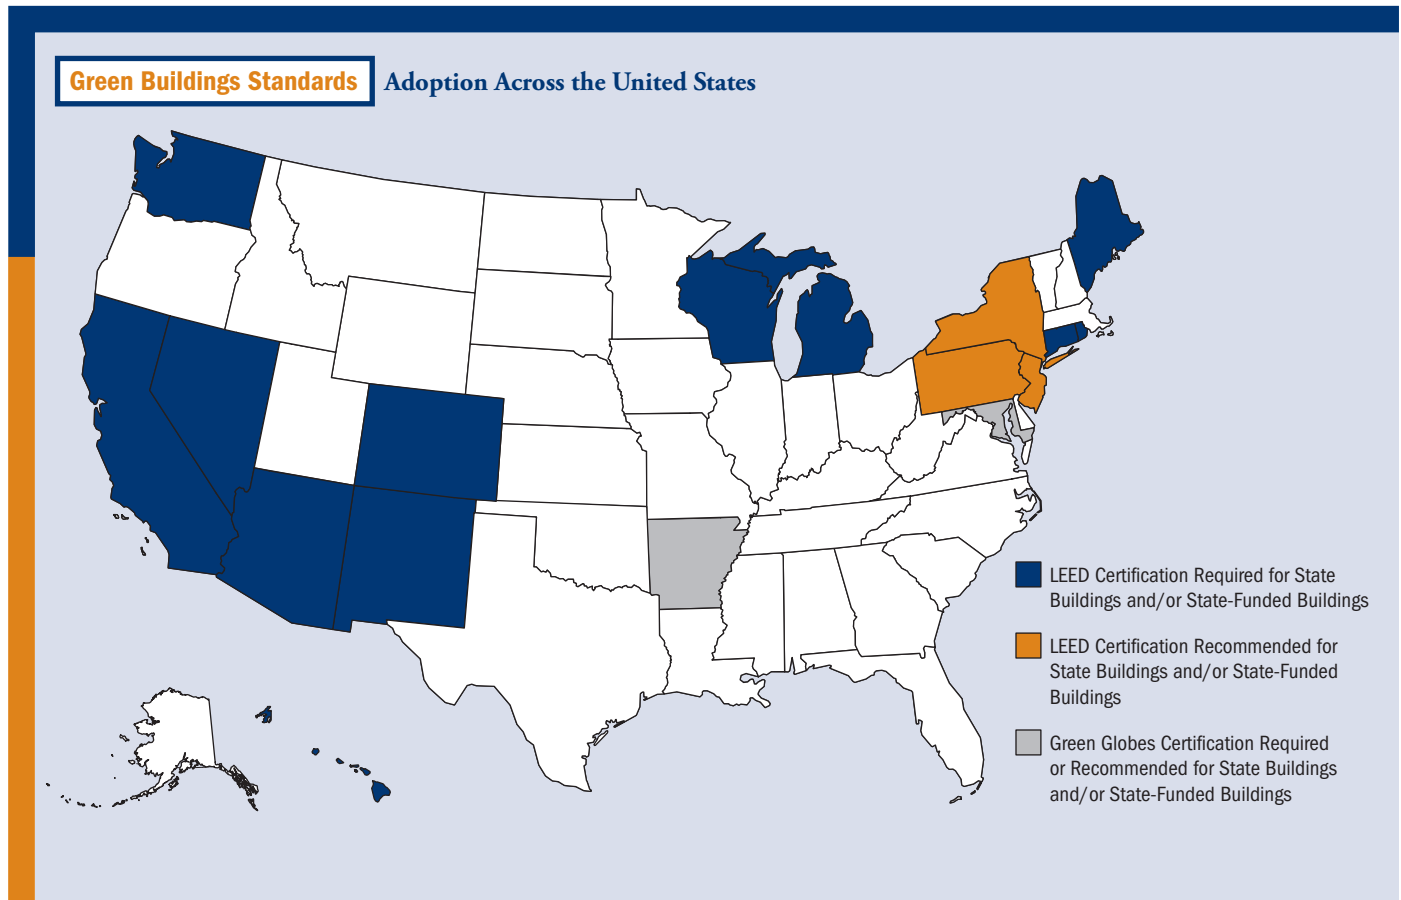 Green Buildings Standards Adoption Across the United States
LEED Certification Required for State
Buildings and/or State-Funded Buildings
LEED Certification Recommended for
State Buildings and/or State-Funded
Buildings
Green Globes Certification Required
or Recommended for State Buildings
and/or State-Funded Buildings